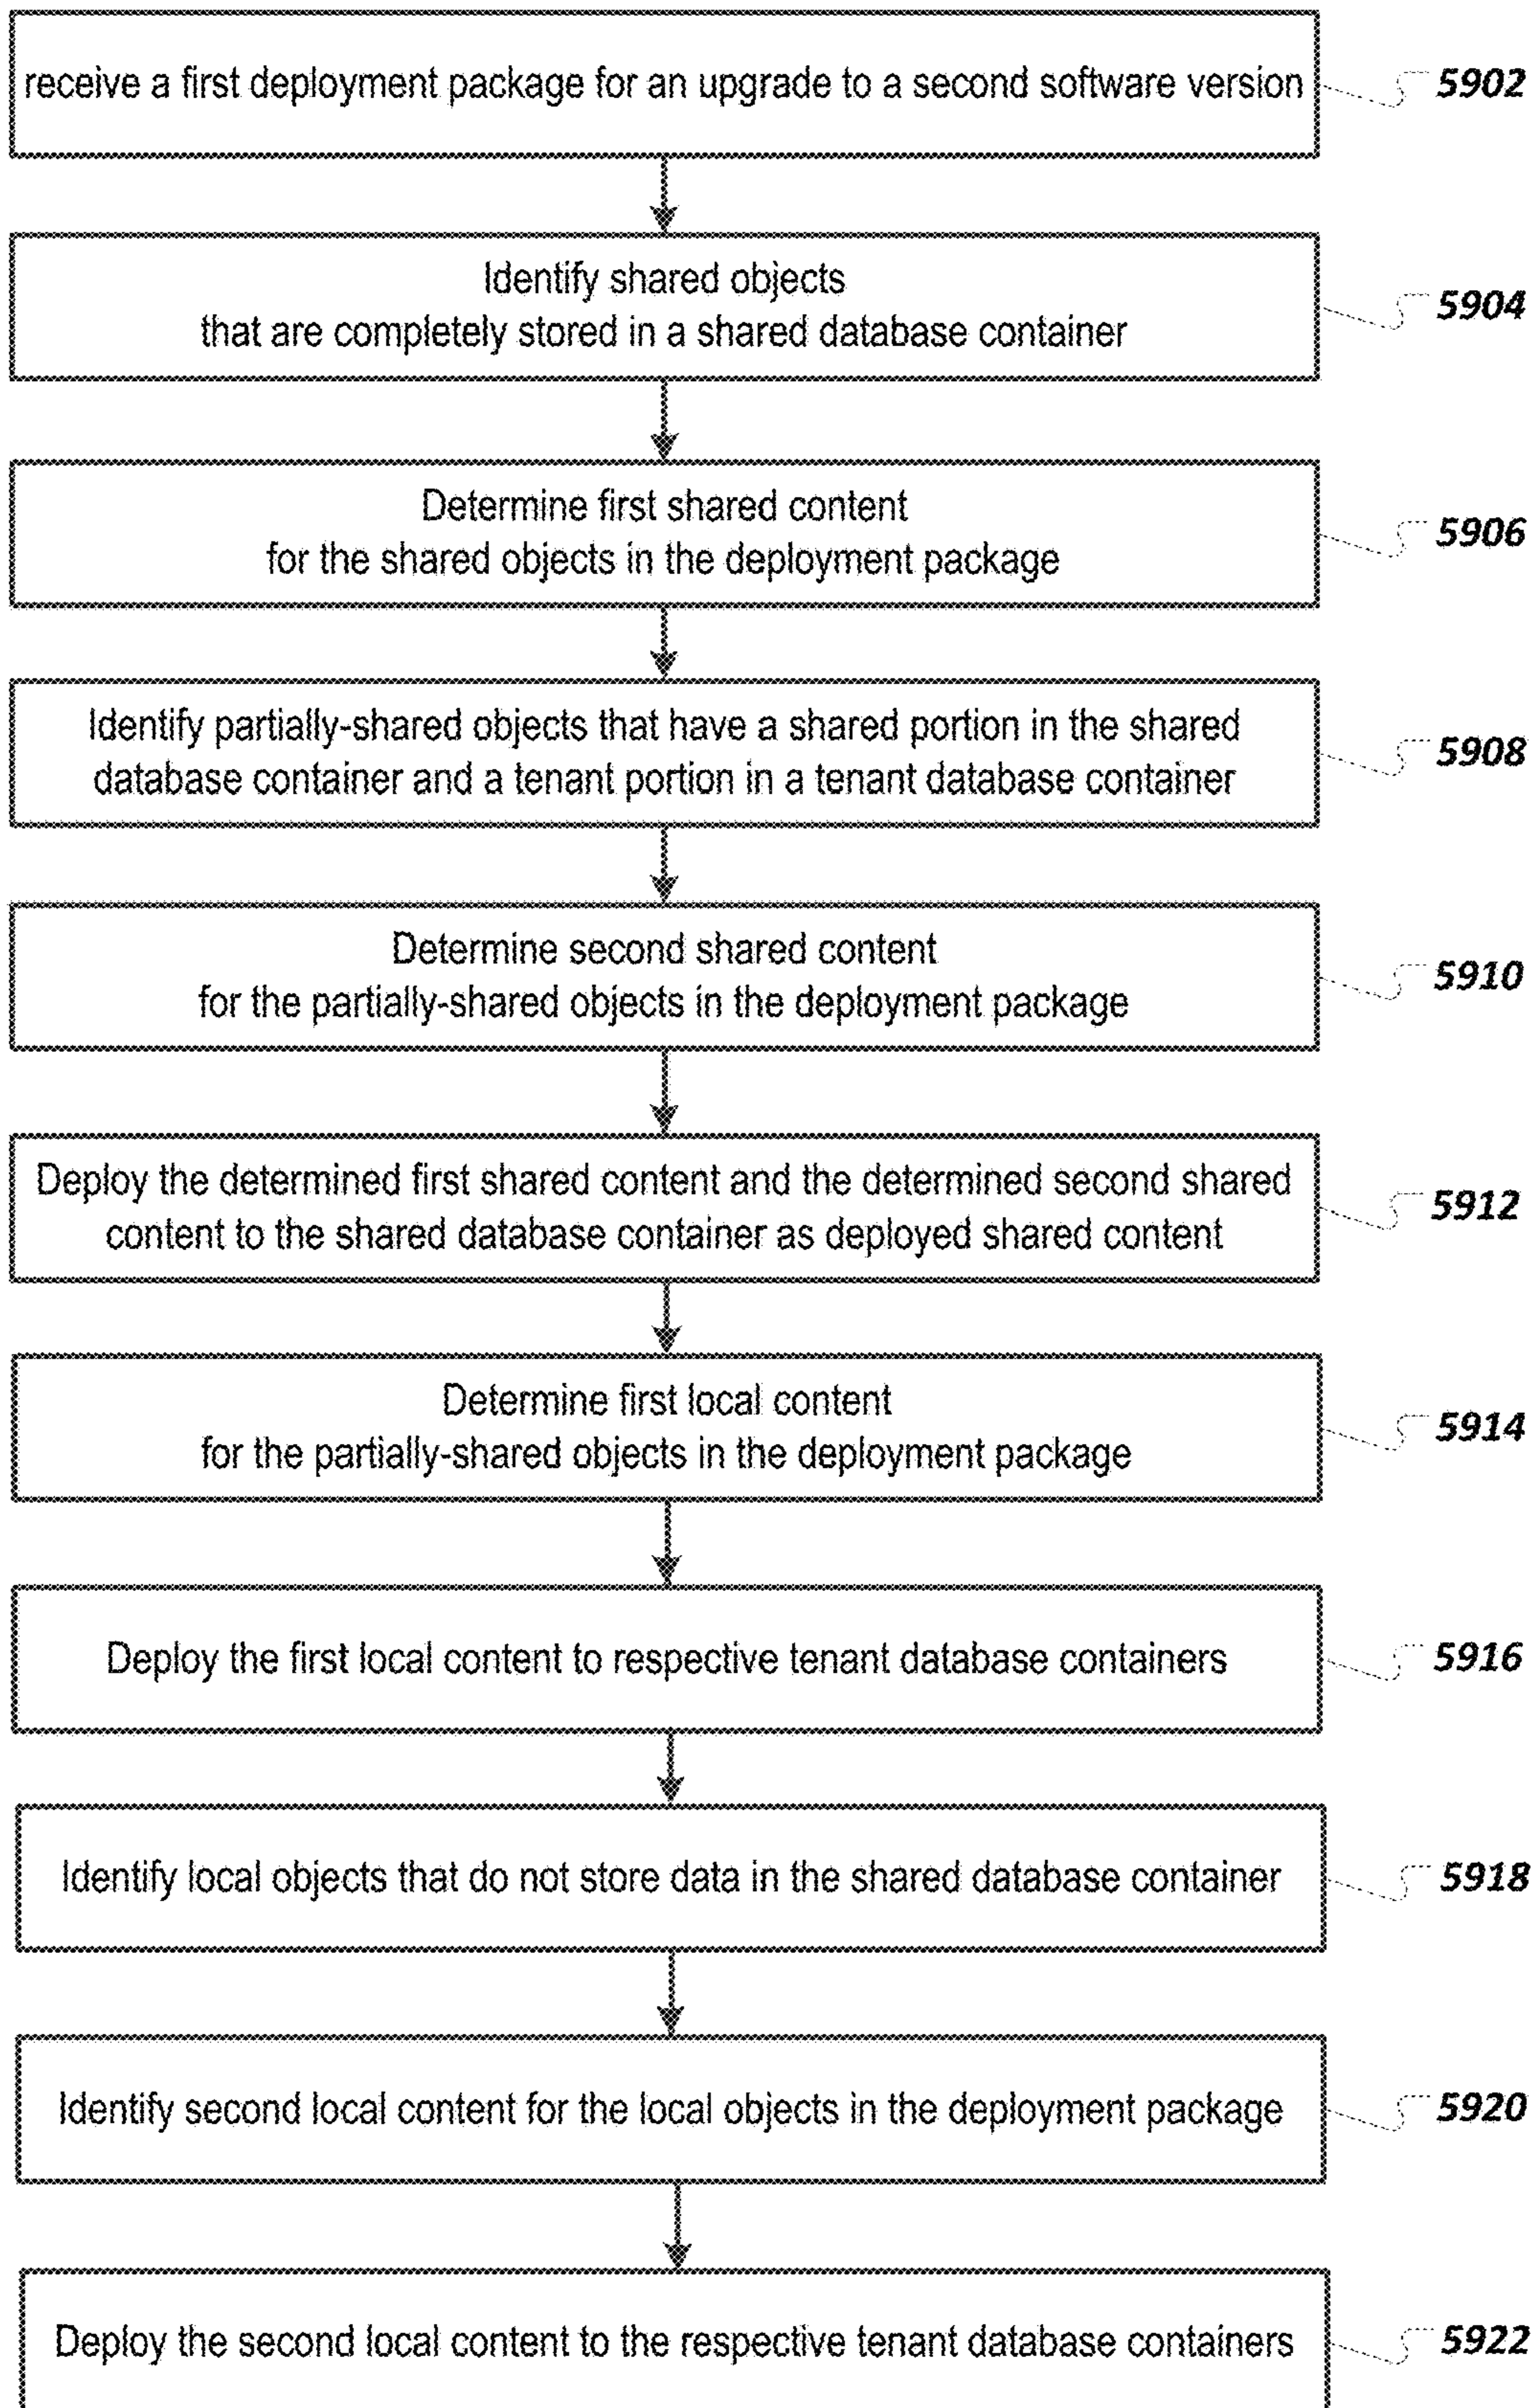 receive a first deployment package for an upgrade to a second software version
5902
Identify shared objects
that are completely stored in a shared database container
5904
Determine first shared content
for the shared objects in the deployment package
5906
Identify partially-shared objects that have a shared portion in the shared
database container and a tenant portion in a tenant database container
5908
Determine second shared content
for the partially-shared objects in the deployment package
5910
Deploy the determined first shared content and the determined second shared
content to the shared database container as deployed shared content
5912
Determine first local content
for the partially-shared objects in the deployment package
5914
Deploy the first local content to respective tenant database containers
5916
Identify local objects that do not store data in the shared database container
5918
Identify second local content for the local objects in the deployment package
5920
Deploy the second local content to the respective tenant database containers
5922